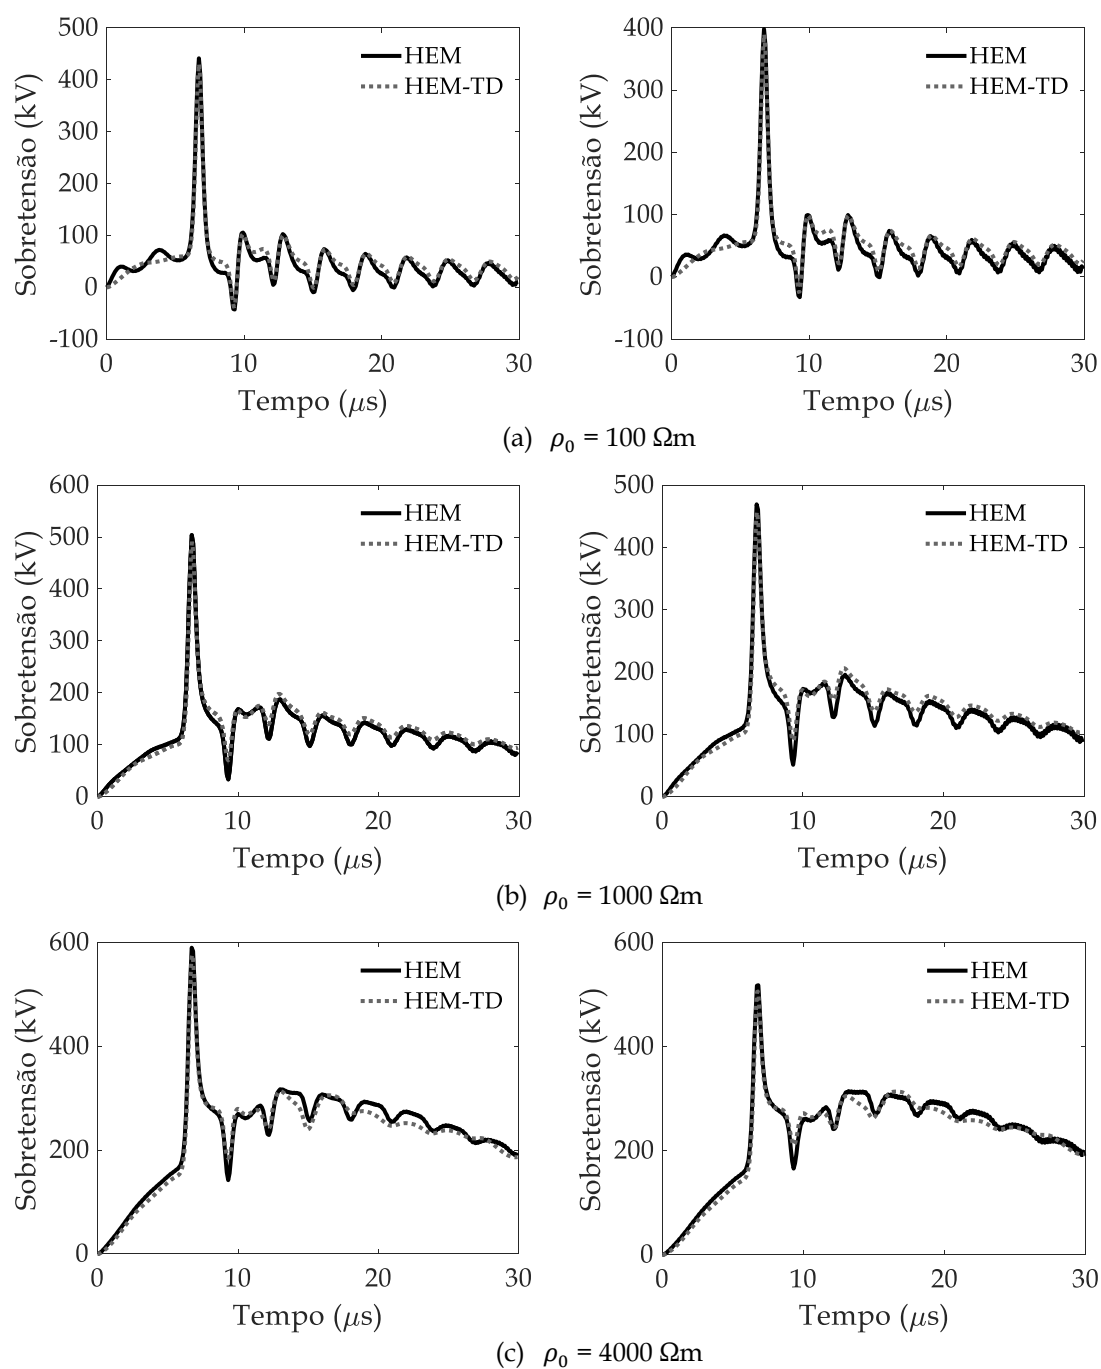 500
400
300
200
100
0
-100
Sobretensão (kV)
HEM
HEM-TD
0 10 20 30
Tempo (μs)
400
300
200
100
0
-100
Sobretensão (kV)
HEM
HEM-TD
0 10 20 30
Tempo (μs)
(a) ρ₀ = 100 Ωm
600
500
400
300
200
100
0
Sobretensão (kV)
HEM
HEM-TD
0 10 20 30
Tempo (μs)
500
400
300
200
100
0
Sobretensão (kV)
HEM
HEM-TD
0 10 20 30
Tempo (μs)
(b) ρ₀ = 1000 Ωm
600
400
200
0
Sobretensão (kV)
HEM
HEM-TD
0 10 20 30
Tempo (μs)
600
400
200
0
Sobretensão (kV)
HEM
HEM-TD
0 10 20 30
Tempo (μs)
(c) ρ₀ = 4000 Ωm